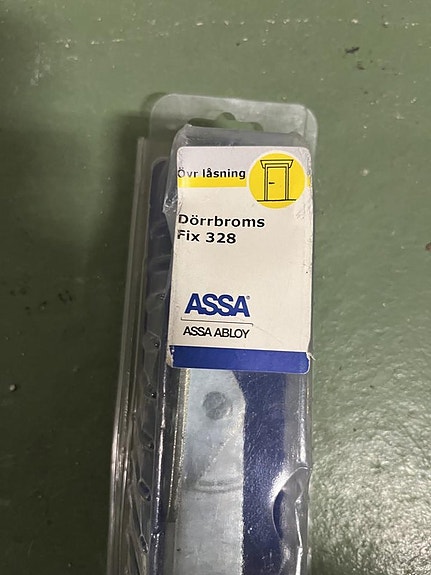 Övr låsning
Dörrbroms
Fix 328
ASSA
ASSA ABLOY